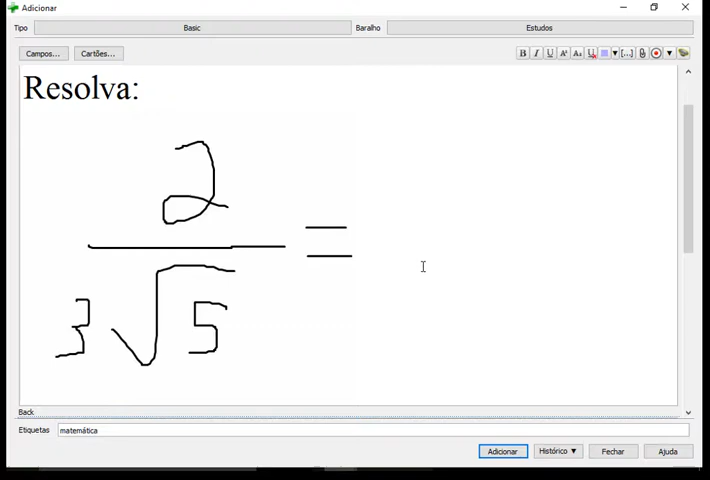 Adicionar
Tipo Basic Baralho Estudos
Campos... Cartões...
Resolva:
2
=
3√5
Back
Etiquetas matemática
Adicionar Histórico ▼ Fechar Ajuda